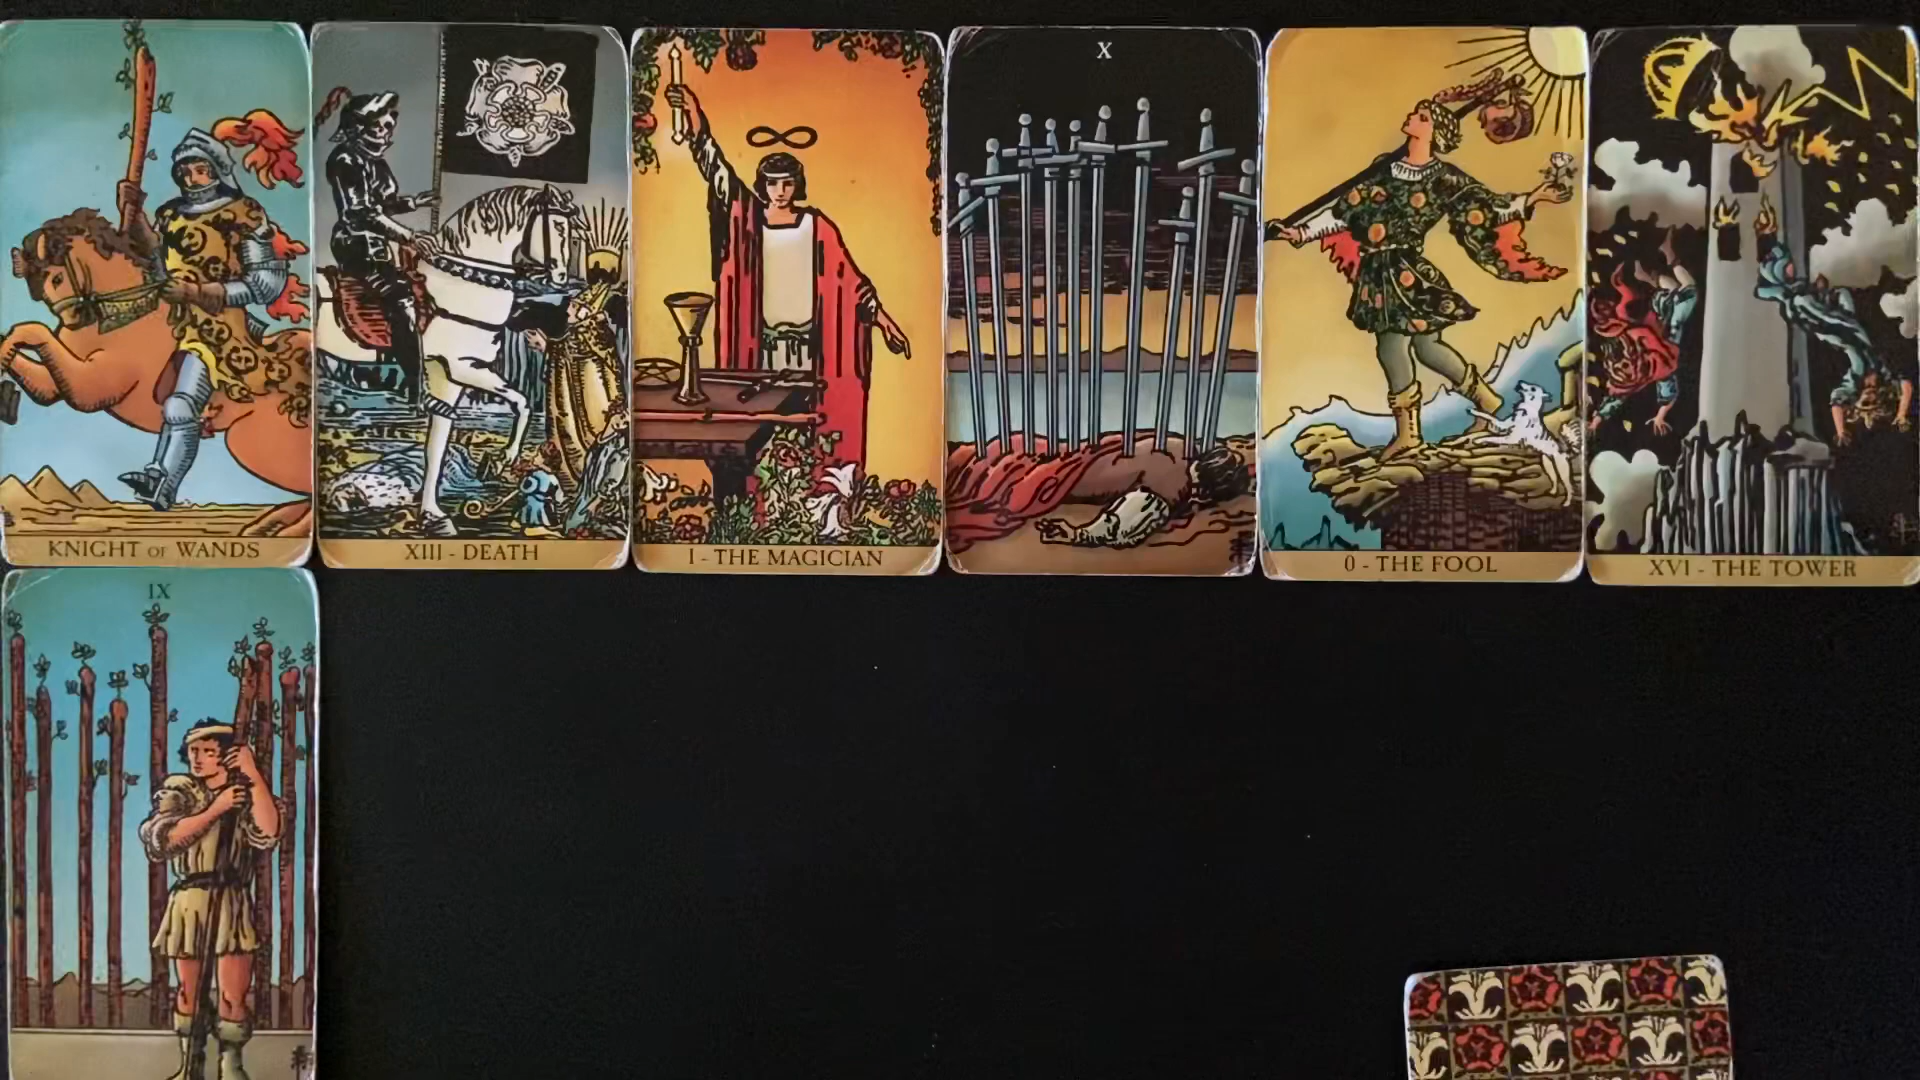 X
KNIGHT OF WANDS
XIII - DEATH
I - THE MAGICIAN
0 - THE FOOL
XVI - THE TOWER
IX